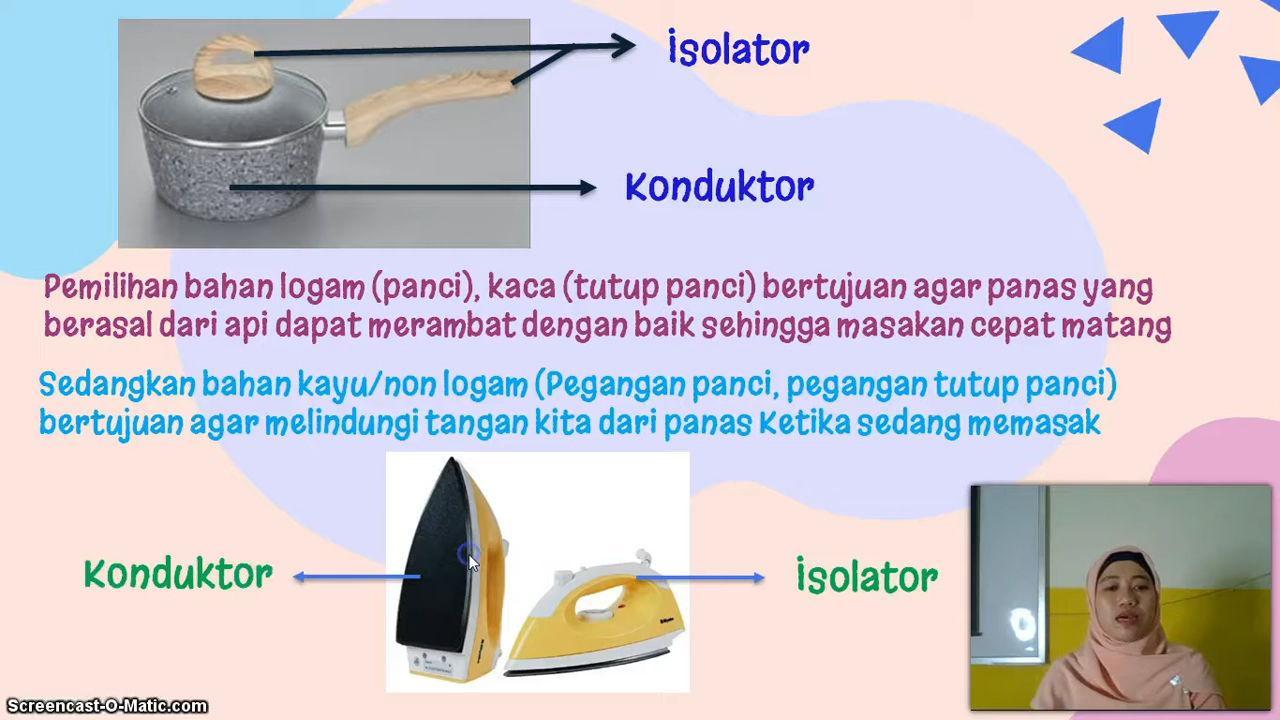 isolator
Konduktor
Pemilihan bahan logam (panci), kaca (tutup panci) bertujuan agar panas yang
berasal dari api dapat merambat dengan baik sehingga masakan cepat matang
Sedangkan bahan kayu/non logam (Pegangan panci, pegangan tutup panci)
bertujuan agar melindungi tangan kita dari panas Ketika sedang memasak
Konduktor
isolator
Screencast-O-Matic.com